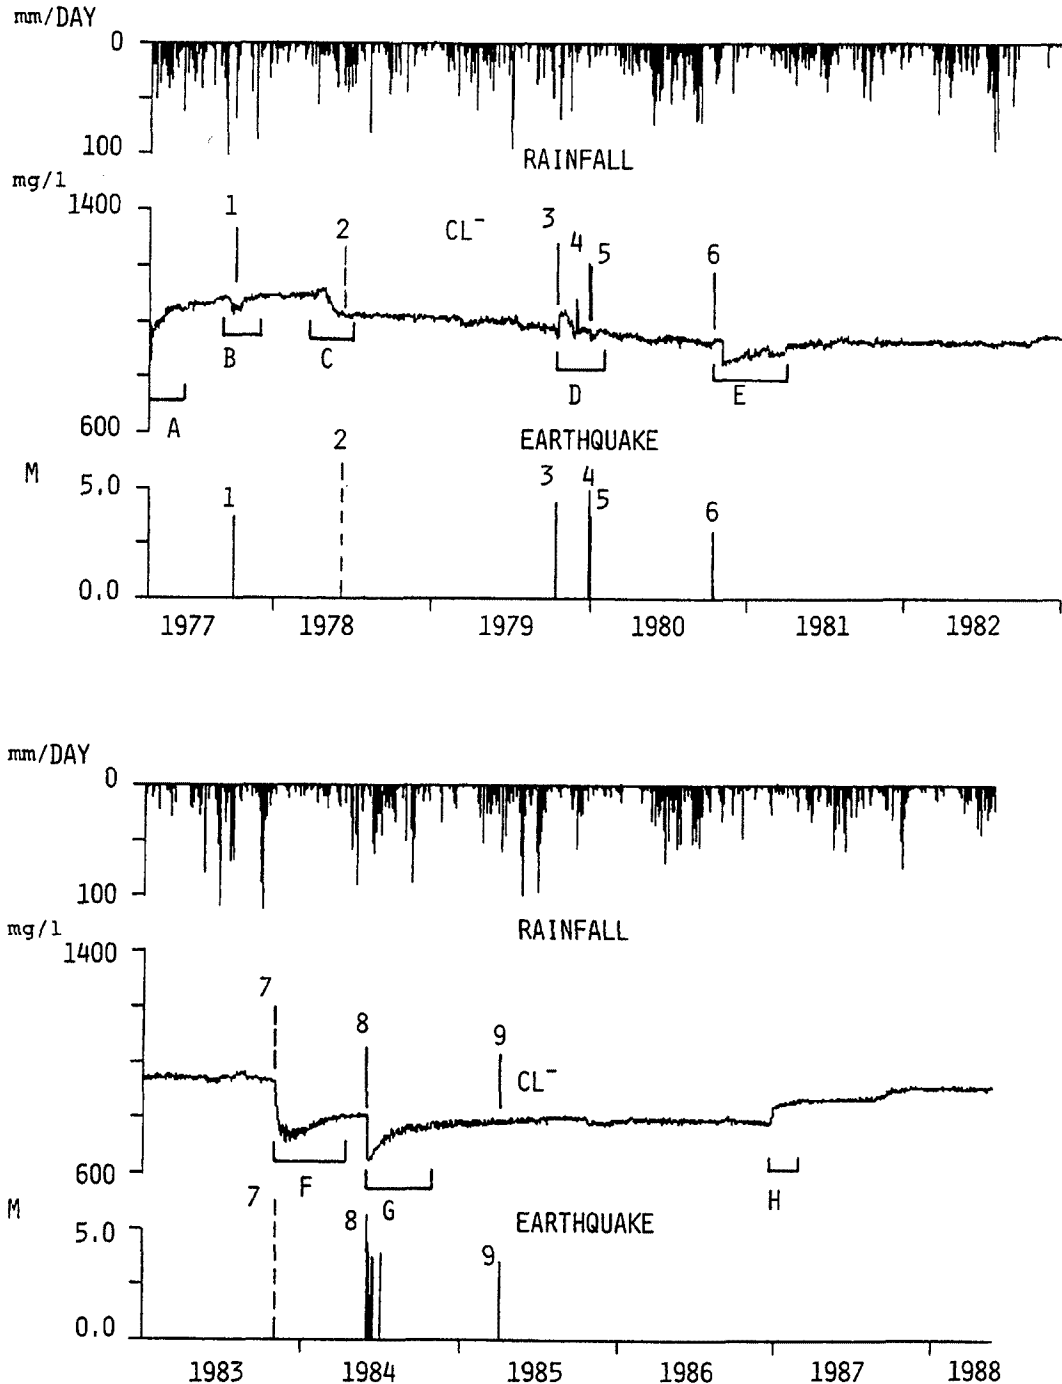 mm/DAY
0
100
RAINFALL
mg/l
1400
1
2
CL⁻
3
4
5
6
B
C
D
E
A
600
2
EARTHQUAKE
M
5.0
1
3
4
5
6
0.0
1977
1978
1979
1980
1981
1982
mm/DAY
0
100
RAINFALL
mg/l
1400
7
8
9
CL⁻
600
F
G
H
M
7
8
EARTHQUAKE
5.0
9
0.0
1983
1984
1985
1986
1987
1988